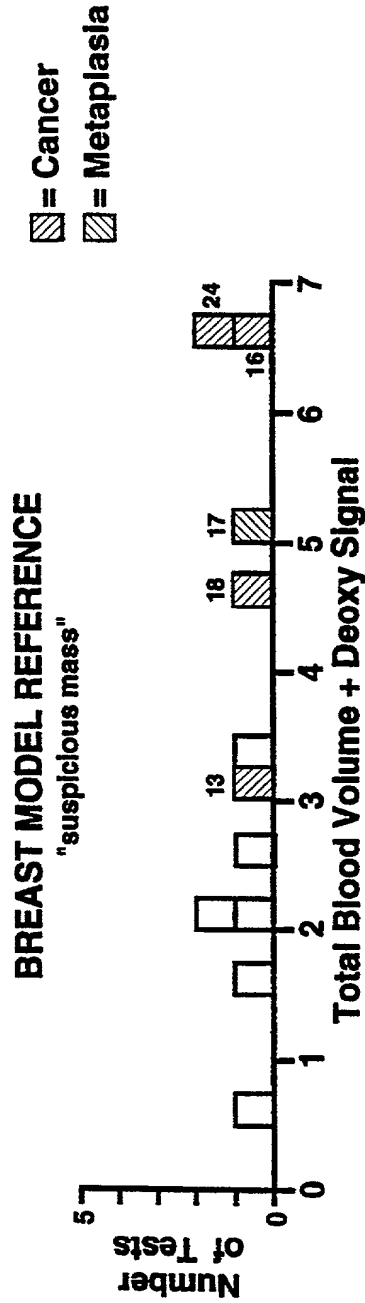 BREAST MODEL REFERENCE
"suspicious mass"
= Cancer
= Metaplasia
Number
of Tests
5
0
13
18
17
16
24
0 1 2 3 4 5 6 7
Total Blood Volume + Deoxy Signal